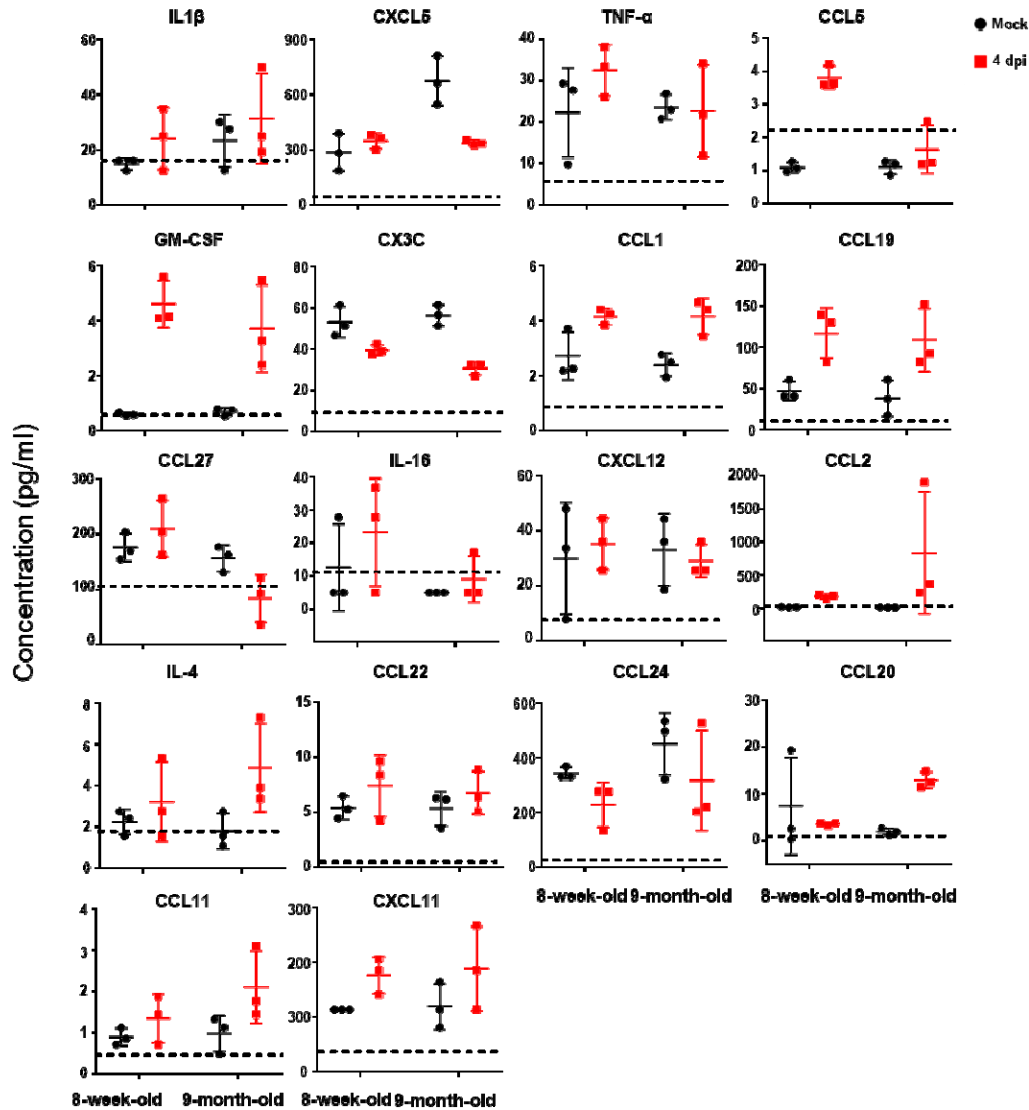 IL1β CXCL5 TNF-α CCL5
Mock
4 dpi
60 900 40 5
40 600 30 4
20 300 20 3
0 0 10 2
0 1
0
GM-CSF CX3C CCL1 CCL19
6 80 6 200
4 60 4 150
2 40 2 100
0 20 0 50
0 0
Concentration (pg/ml)
CCL27 IL-16 CXCL12 CCL2
300 40 60 2000
200 30 40 1500
100 20 20 1000
0 10 0 500
0 0
IL-4 CCL22 CCL24 CCL20
8 15 600 30
6 10 400 20
4 5 200 10
2 0 0 0
0
8-week-old 9-month-old 8-week-old 9-month-old
CCL11 CXCL11
4 300
3 200
2 300
1 0
0
8-week-old 9-month-old 8-week-old 9-month-old